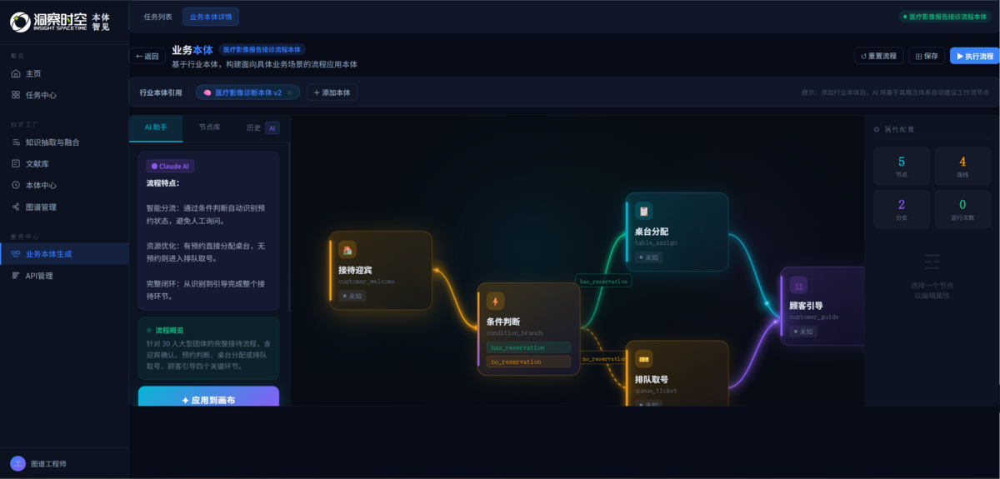 洞察时空 本体智见
INSIGHT SPACETIME
任务列表
业务本体详情
医疗影像报告接诊流程本体
概览
主页
任务中心
知识工厂
知识抽取与融合
文献库
本体中心
图谱管理
服务中心
业务本体生成
API管理
工
图谱工程师
← 返回
业务本体
医疗影像报告接诊流程本体
基于行业本体，构建面向具体业务场景的流程应用本体
↺ 重置流程
保存
▶ 执行流程
行业本体引用
医疗影像诊断本体 v2 ×
+ 添加本体
提示：添加行业本体后，AI 将基于其概念体系自动建议工作流节点
AI 助手
节点库
历史 AI
Claude AI
流程特点：
智能分流：通过条件判断自动识别预
约状态，避免人工询问。
资源优化：有预约直接分配桌台，无
预约则进入排队取号。
完整闭环：从识别到引导完成整个接
待环节。
流程概览
针对 30 人大型团体的完整接待流程，含
迎宾确认、预约判断、桌台分配或排队
取号、顾客引导四个关键环节。
✦ 应用到画布
接待迎宾
customer_welcome
未知
条件判断
condition_branch
has_reservation
no_reservation
has_reservation
no_reservation
桌台分配
table_assign
未知
排队取号
queue_ticket
未知
顾客引导
customer_guide
未知
属性配置
5
节点
4
连线
2
分支
0
运行次数
选择一个节点
以编辑属性